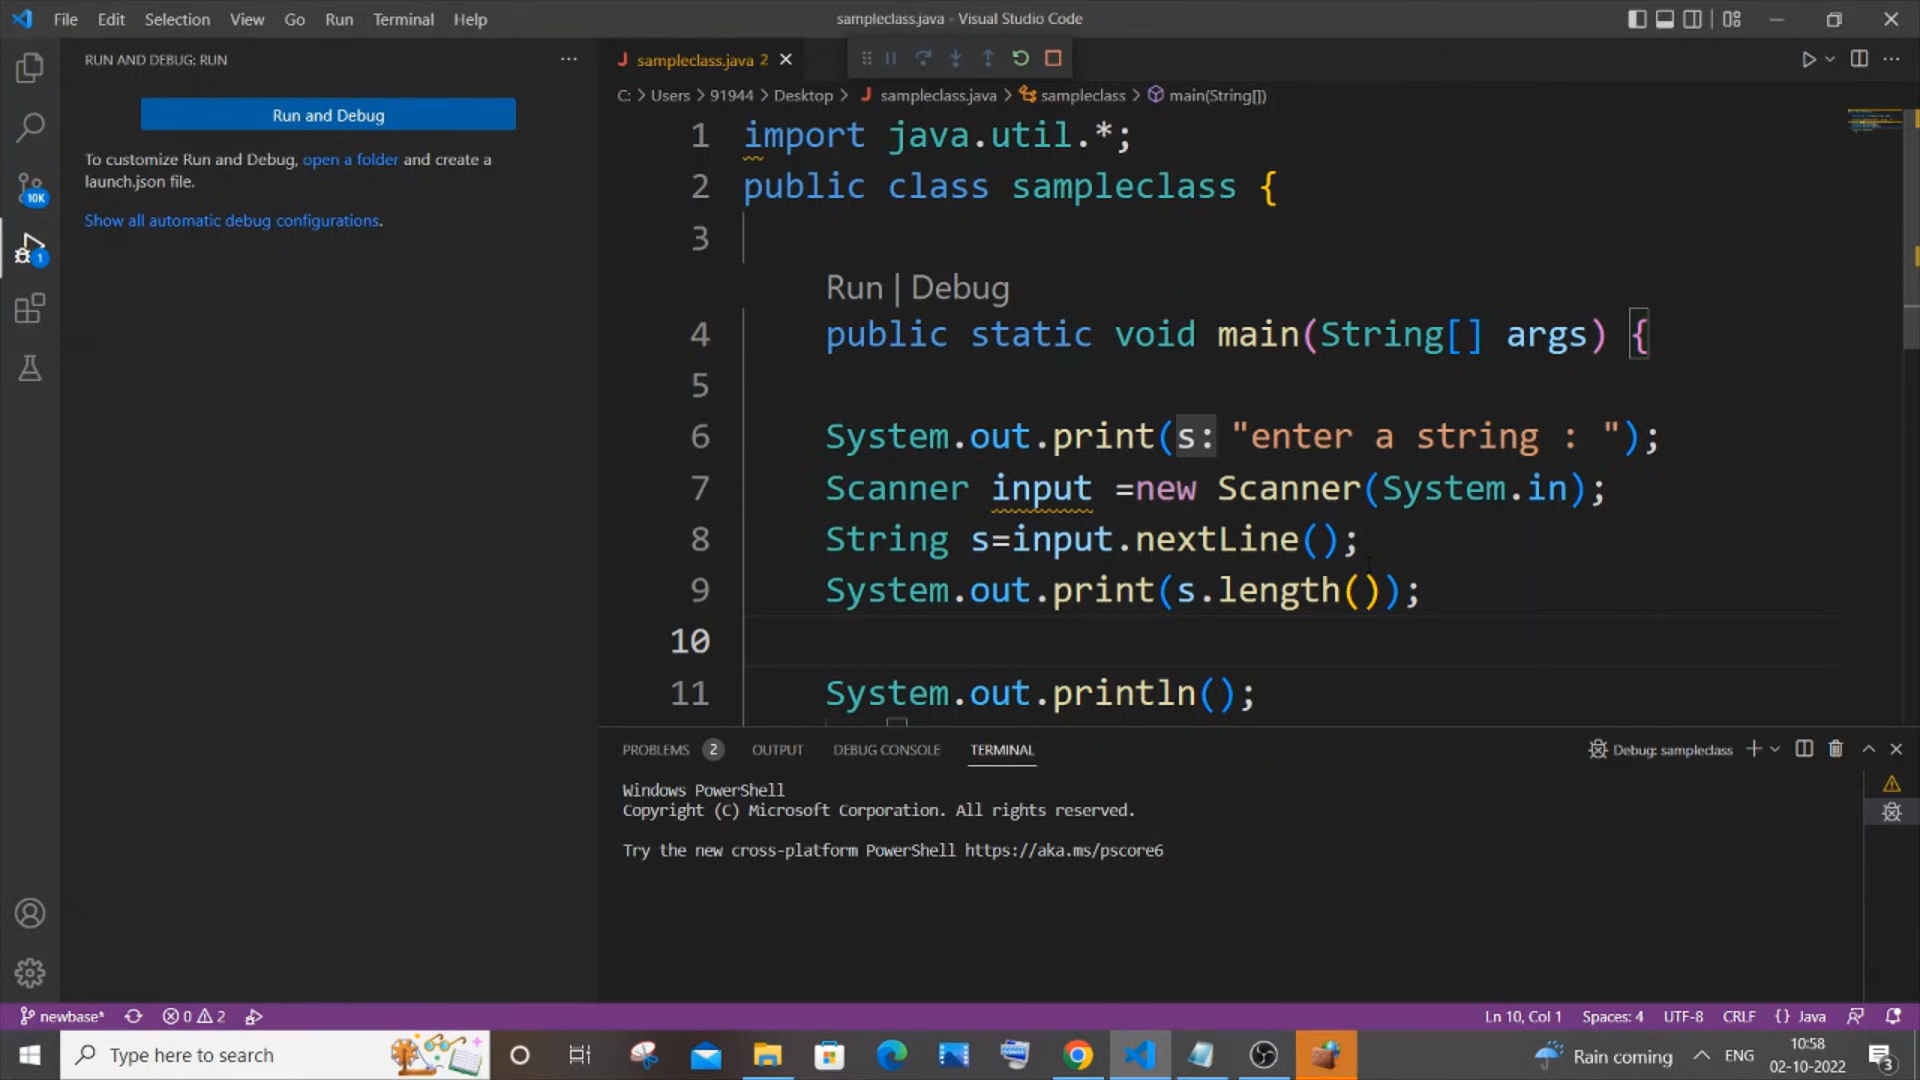 File Edit Selection View Go Run Terminal Help
sampleclass.java - Visual Studio Code
RUN AND DEBUG: RUN
Run and Debug
To customize Run and Debug, open a folder and create a
launch.json file.
Show all automatic debug configurations.
10K
1
sampleclass.java 2
C: > Users > 91944 > Desktop > sampleclass.java > sampleclass > main(String[])
1 import java.util.*;
2 public class sampleclass {
3
Run | Debug
4 public static void main(String[] args) {
5
6 System.out.print(s: "enter a string : ");
7 Scanner input =new Scanner(System.in);
8 String s=input.nextLine();
9 System.out.print(s.length());
10
11 System.out.println();
PROBLEMS 2 OUTPUT DEBUG CONSOLE TERMINAL
Debug: sampleclass
Windows PowerShell
Copyright (C) Microsoft Corporation. All rights reserved.
Try the new cross-platform PowerShell https://aka.ms/pscore6
newbase* 0 2
Ln 10, Col 1 Spaces: 4 UTF-8 CRLF {} Java
Type here to search
Rain coming
ENG
10:58
02-10-2022
3